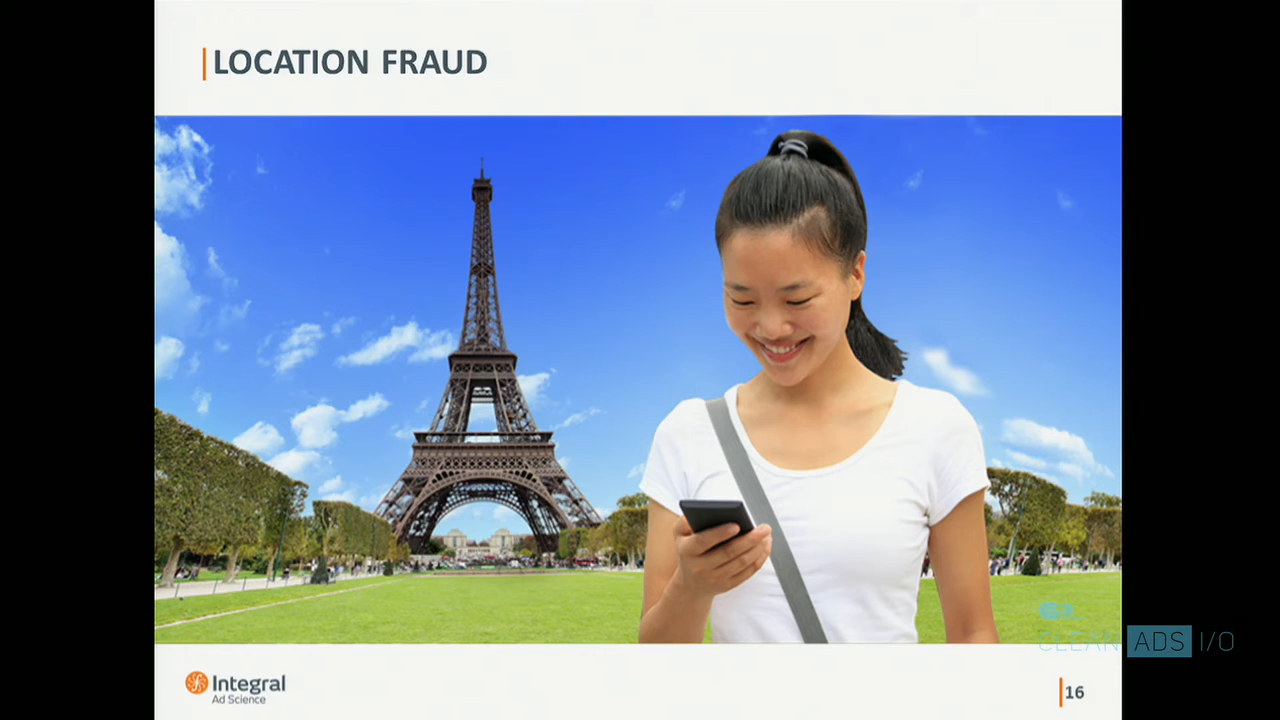 LOCATION FRAUD
Integral
Ad Science
CLEAN ADS I/O
16